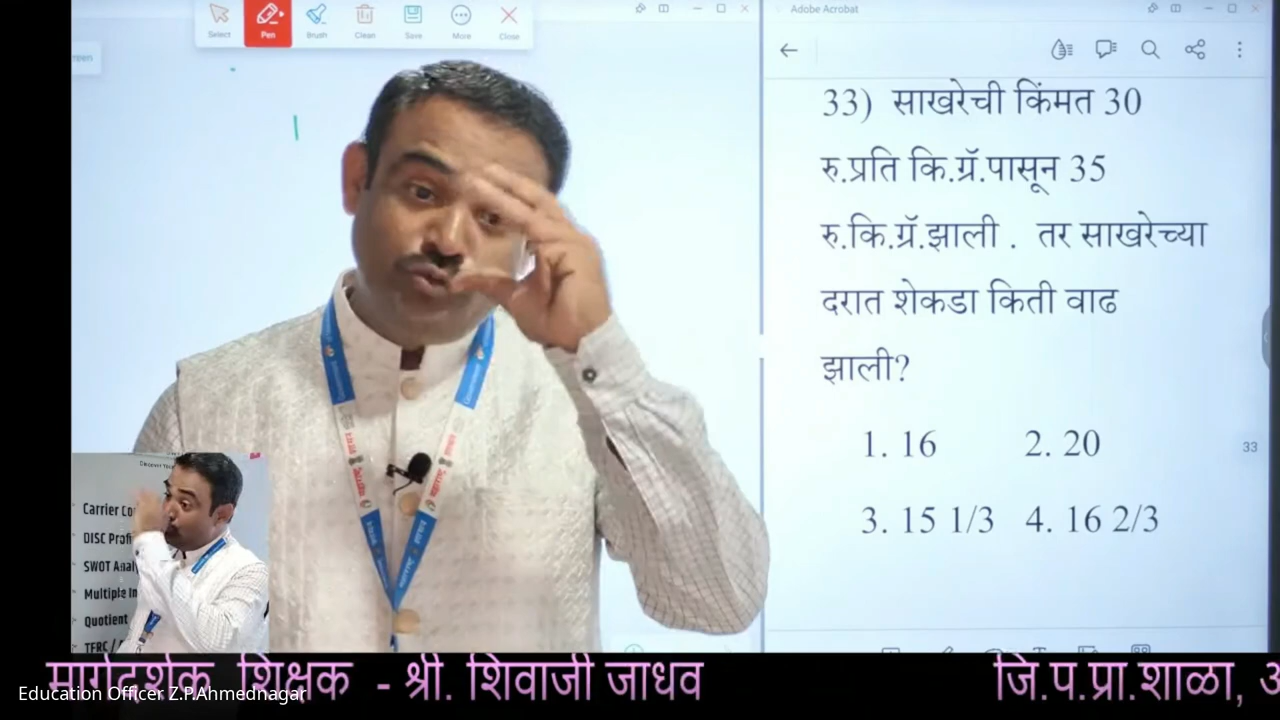 Select Pen Brush Clean Save More Close
Adobe Acrobat
33) साखरेची किंमत 30
रु.प्रति कि.ग्रॅ.पासून 35
रु.कि.ग्रॅ.झाली . तर साखरेच्या
दरात शेकडा किती वाढ
झाली?
1. 16 2. 20
3. 15 1/3 4. 16 2/3
33
Carrier
DISC
SWOT
Multiple
Quotient
मार्गदर्शक शिक्षक - श्री. शिवाजी जाधव जि.प.प्रा.शाळा,
Education Officer Z.P.Ahmednagar